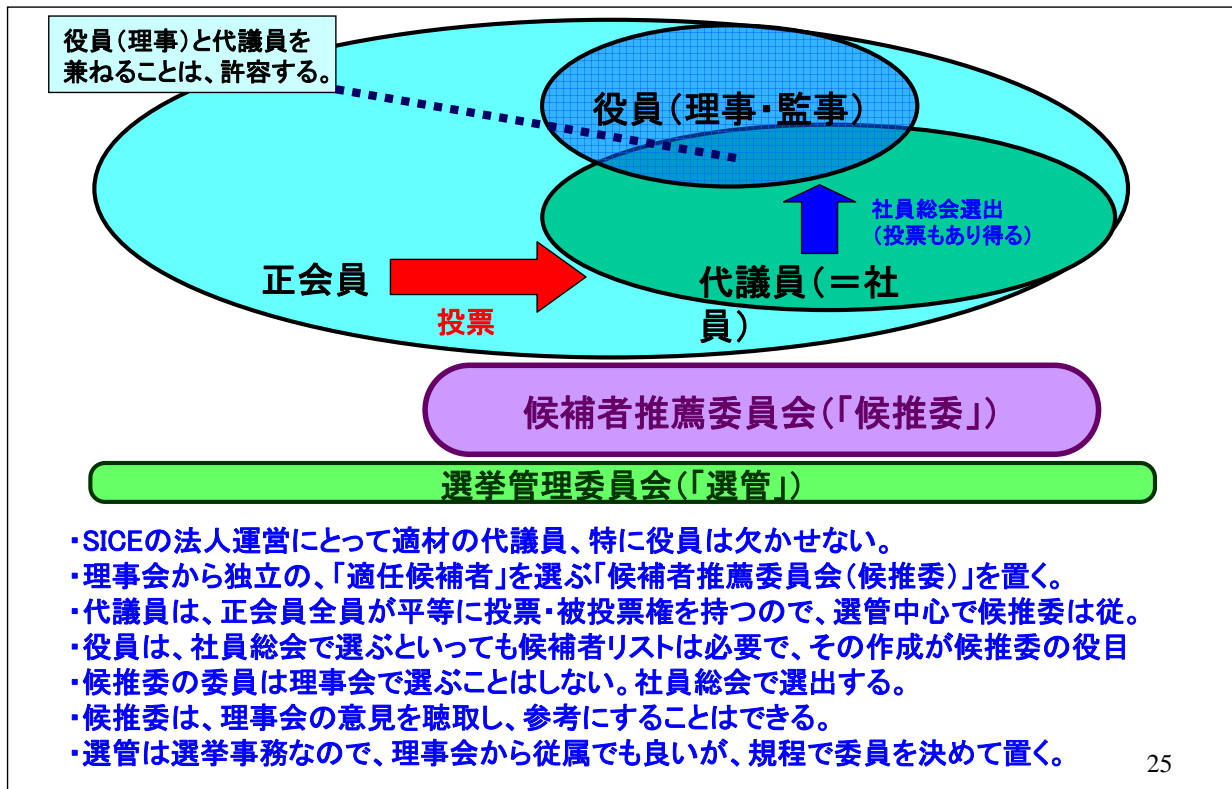 役員(理事)と代議員を
兼ねることは、許容する。
役員(理事・監事)
社員総会選出
(投票もあり得る)
正会員
代議員(＝社
員)
投票
候補者推薦委員会(「候推委」)
選挙管理委員会(「選管」)
・SICEの法人運営にとって適材の代議員、特に役員は欠かせない。
・理事会から独立の、「適任候補者」を選ぶ「候補者推薦委員会(候推委)」を置く。
・代議員は、正会員全員が平等に投票・被投票権を持つので、選管中心で候推委は従。
・役員は、社員総会で選ぶといっても候補者リストは必要で、その作成が候推委の役目
・候推委の委員は理事会で選ぶことはしない。社員総会で選出する。
・候推委は、理事会の意見を聴取し、参考にすることはできる。
・選管は選挙事務なので、理事会から従属でも良いが、規程で委員を決めて置く。
25